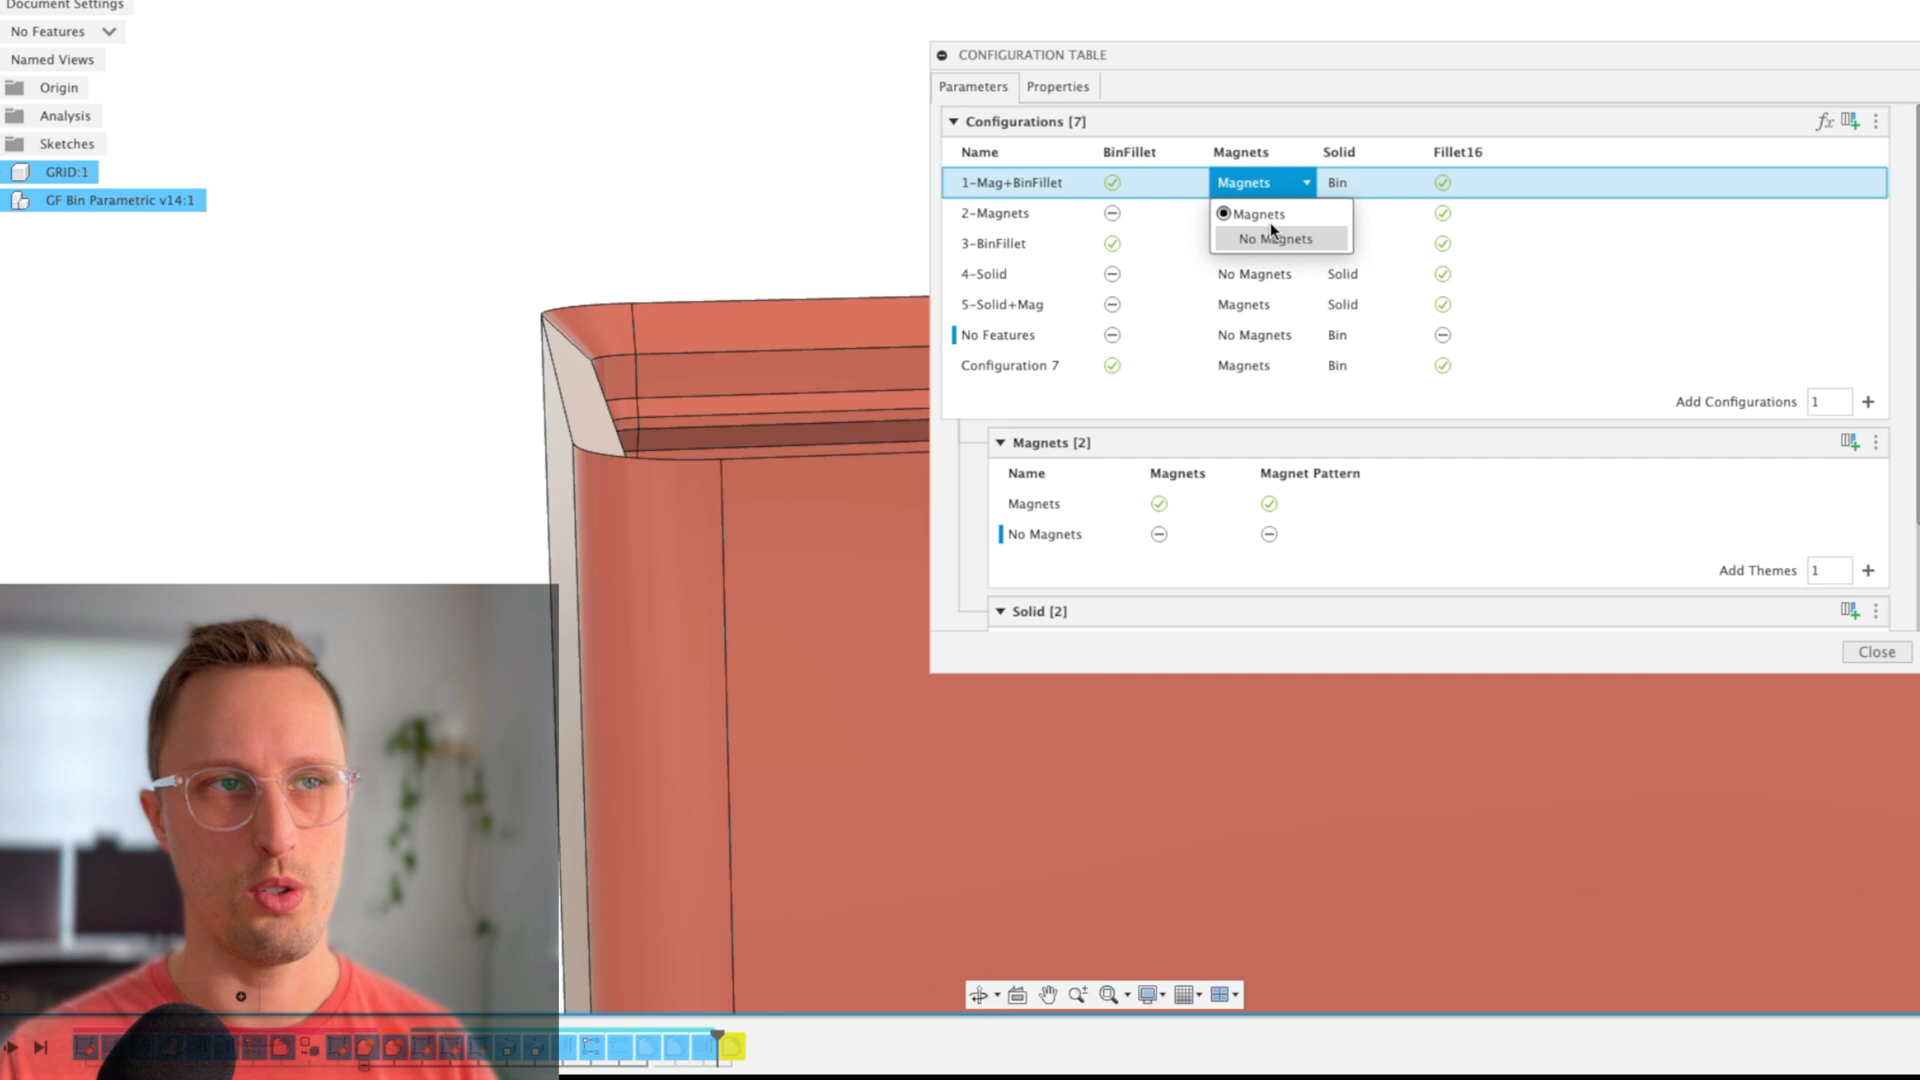 Document Settings
No Features
Named Views
Origin
Analysis
Sketches
GRID:1
GF Bin Parametric v14:1
CONFIGURATION TABLE
Parameters Properties
Configurations [7] fx
Name BinFillet Magnets Solid Fillet16
1-Mag+BinFillet Magnets Bin
2-Magnets Magnets
3-BinFillet No Magnets
4-Solid No Magnets Solid
5-Solid+Mag Magnets Solid
No Features No Magnets Bin
Configuration 7 Magnets Bin
Add Configurations 1
Magnets [2]
Name Magnets Magnet Pattern
Magnets
No Magnets
Add Themes 1
Solid [2]
Close